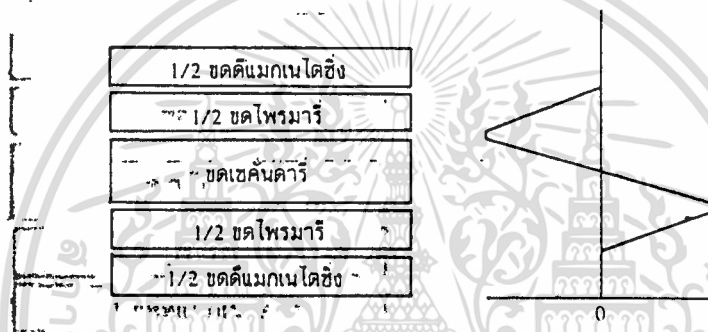 1/2 ขดดีแมกเนไตซิ่ง
1/2 ขดไพรมารี่
ขดเซคันดารี่
1/2 ขดไพรมารี่
1/2 ขดดีแมกเนไตซิ่ง
0